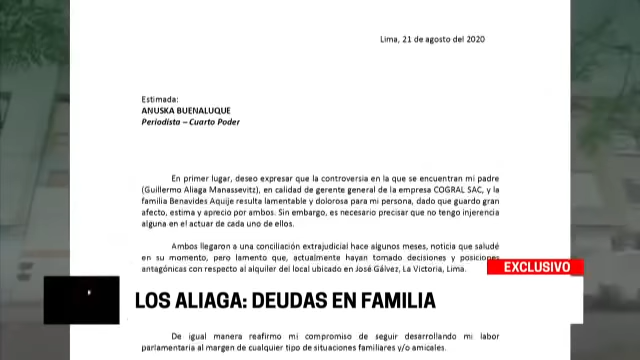 Lima, 21 de agosto del 2020
Estimada:
ANUSKA BUENALUQUE
Periodista – Cuarto Poder
En primer lugar, deseo expresar que la controversia en la que se encuentran mi padre
(Guillermo Aliaga Manassevitz), en calidad de gerente general de la empresa COGRAL SAC, y la
familia Benavides Aquije resulta lamentable y dolorosa para mi persona, dado que guardo gran
afecto, estima y aprecio por ambos. Sin embargo, es necesario precisar que no tengo injerencia
alguna en el actuar de cada uno de ellos.
Ambos llegaron a una conciliación extrajudicial hace algunos meses, noticia que saludé
en su momento, pero lamento que, actualmente hayan tomado decisiones y posiciones
antagónicas con respecto al alquiler del local ubicado en José Gálvez, La Victoria, Lima.
EXCLUSIVO
LOS ALIAGA: DEUDAS EN FAMILIA
De igual manera reafirmo mi compromiso de seguir desarrollando mi labor
parlamentaria al margen de cualquier tipo de situaciones familiares y/o amicales.